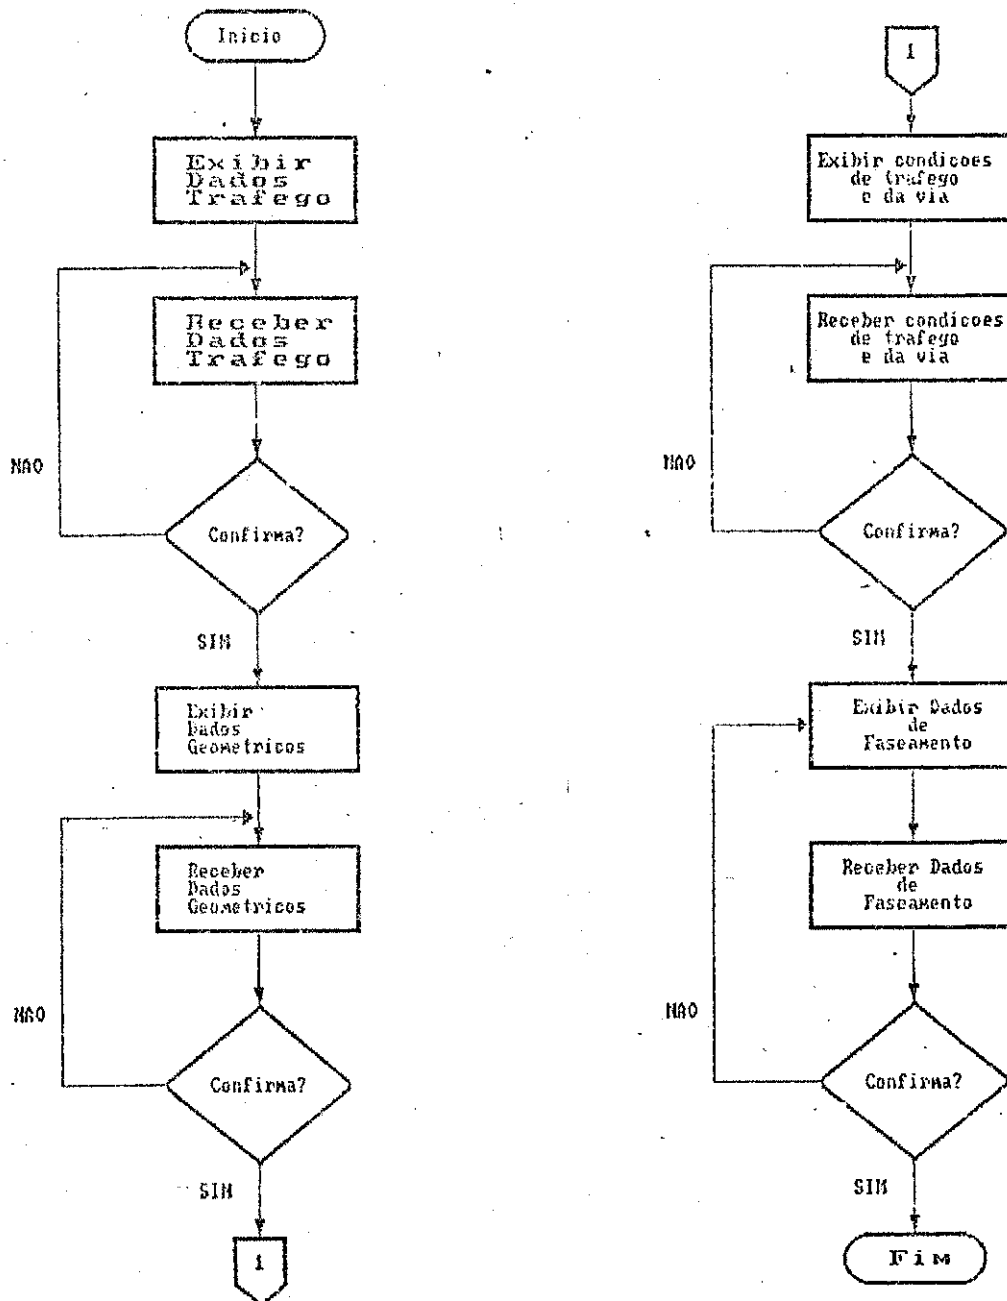 Inicio
Exibir
Dados
Trafego
Receber
Dados
Trafego
NAO
Confirma?
SIM
Exibir
Dados
Geometricos
Receber
Dados
Geometricos
NAO
Confirma?
SIM
1
1
Exibir condicoes
de trafego
e da via
Receber condicoes
de trafego
e da via
NAO
Confirma?
SIM
Exibir Dados
de
Faseamento
Receber Dados
de
Faseamento
NAO
Confirma?
SIM
Fim